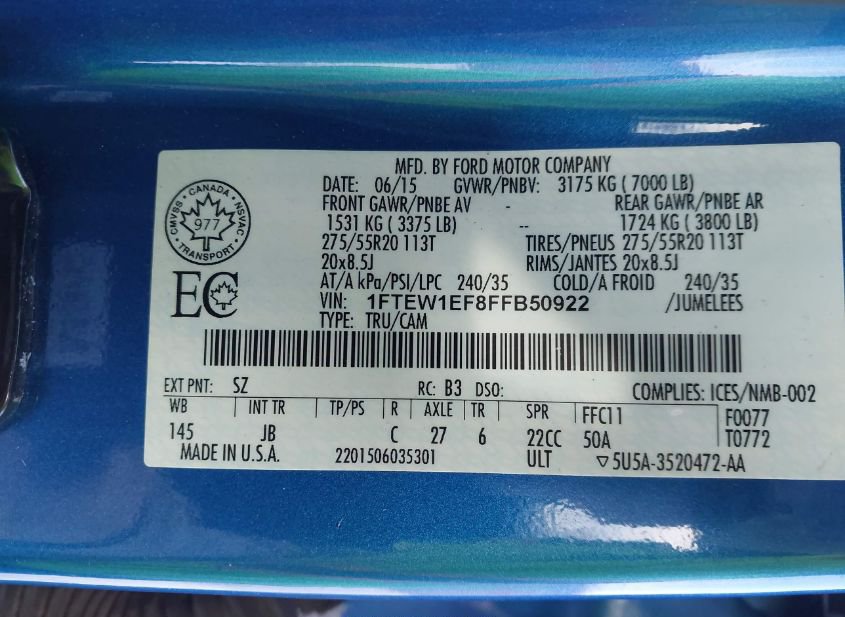 MFD. BY FORD MOTOR COMPANY
DATE: 06/15 GVWR/PNBV: 3175 KG ( 7000 LB)
FRONT GAWR/PNBE AV - REAR GAWR/PNBE AR
1531 KG ( 3375 LB) -- 1724 KG ( 3800 LB)
275/55R20 113T TIRES/PNEUS 275/55R20 113T
20x8.5J RIMS/JANTES 20x8.5J
AT/A kPa/PSI/LPC 240/35 COLD/A FROID 240/35
VIN: 1FTEW1EF8FFB50922 /JUMELEES
TYPE: TRU/CAM
CMVSS • CANADA • NSVAC • TRANSPORT •
977
EC
EXT PNT: SZ RC: B3 DSO: COMPLIES: ICES/NMB-002
WB INT TR TP/PS R AXLE TR SPR FFC11 F0077
145 JB C 27 6 22CC 50A T0772
MADE IN U.S.A. 2201506035301 ULT ▽5U5A-3520472-AA